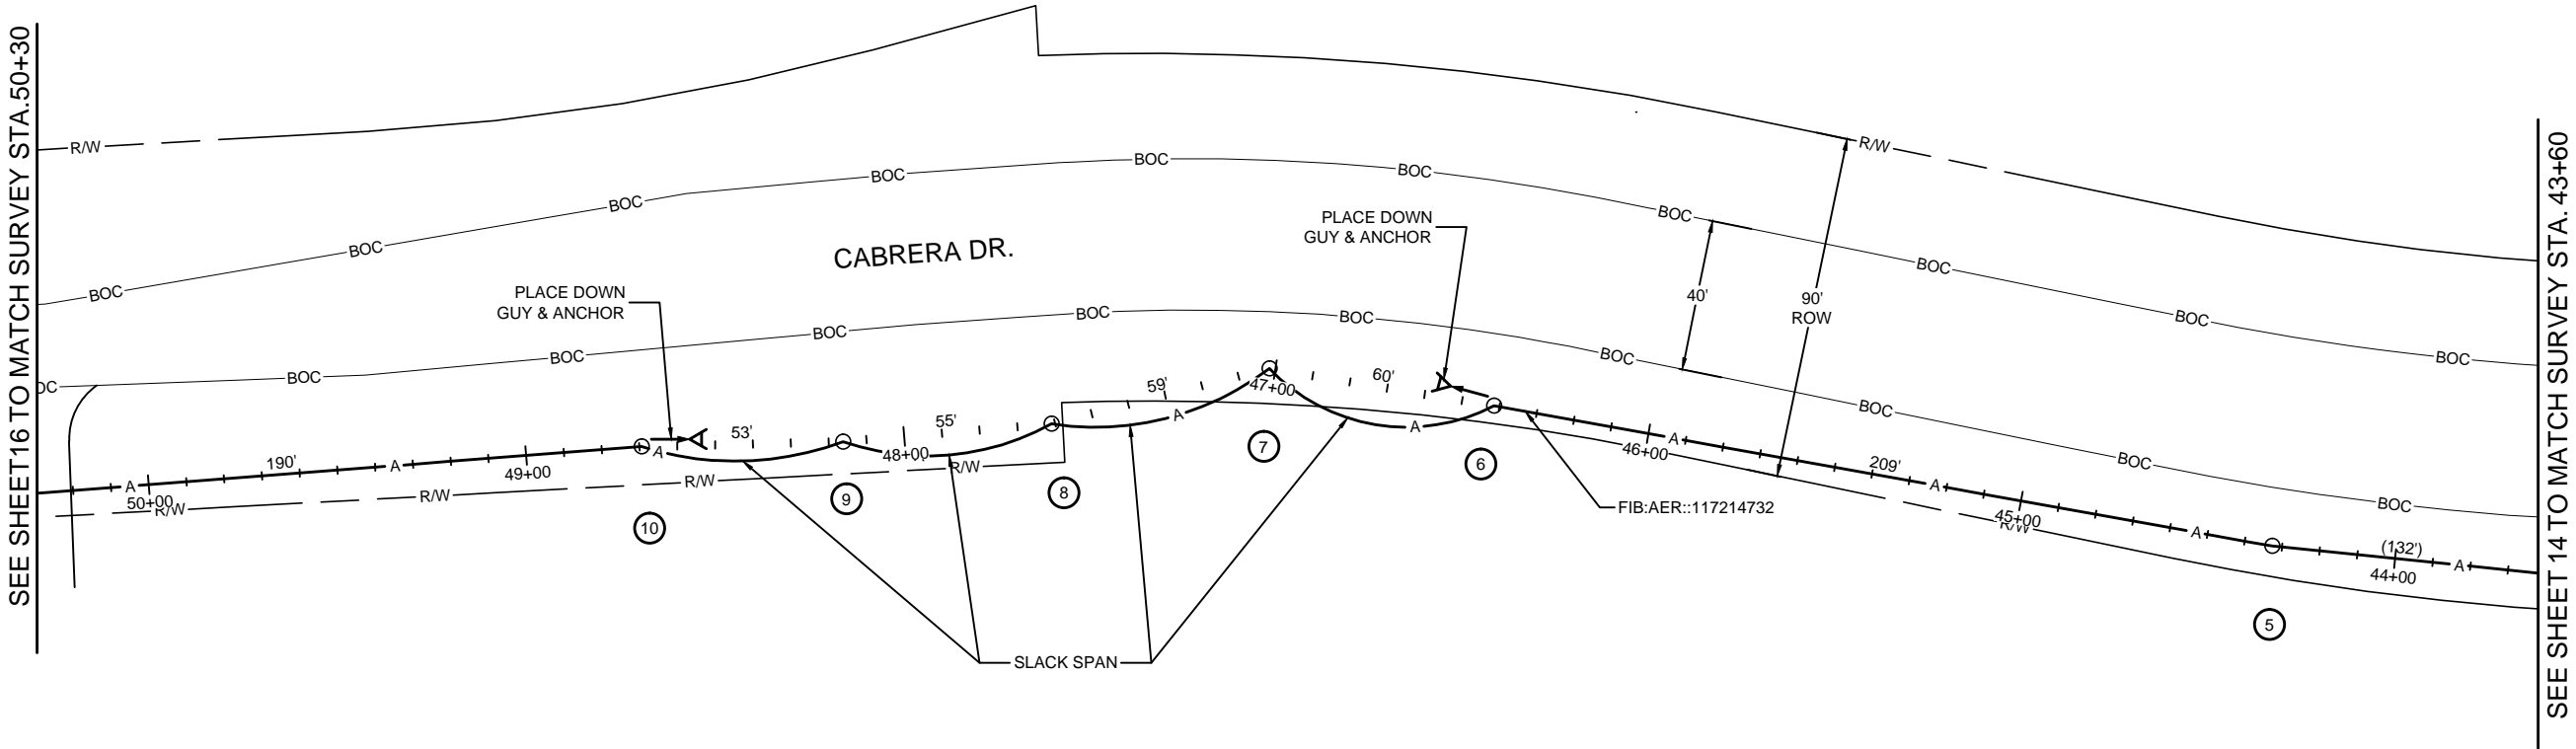 SEE SHEET16 TO MATCH SURVEY STA.50+30
R/W
R/W
BOC
BOC
BOC
BOC
BOC
BOC
BOC
BOC
BOC
BOC
CABRERA DR.
PLACE DOWN
GUY & ANCHOR
PLACE DOWN
GUY & ANCHOR
40'
90'
ROW
OC
BOC
BOC
BOC
BOC
BOC
BOC
BOC
BOC
BOC
A
50+00
R/W
190'
A
R/W
49+00
A
R/W
53'
48+00
55'
R/W
59'
A
47+00
60'
A
46+00
A
209'
A
45+00
R/W
A
(132')
44+00
A
10
9
8
7
6
5
FIB:AER::117214732
SLACK SPAN
SEE SHEET 14 TO MATCH SURVEY STA. 43+60